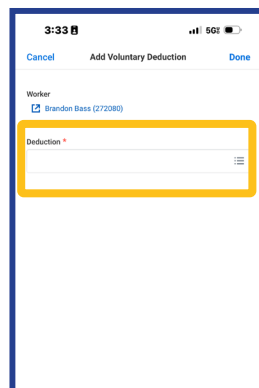 3:33 5G
Cancel Add Voluntary Deduction Done
Worker
Brandon Bass (272080)
Deduction *